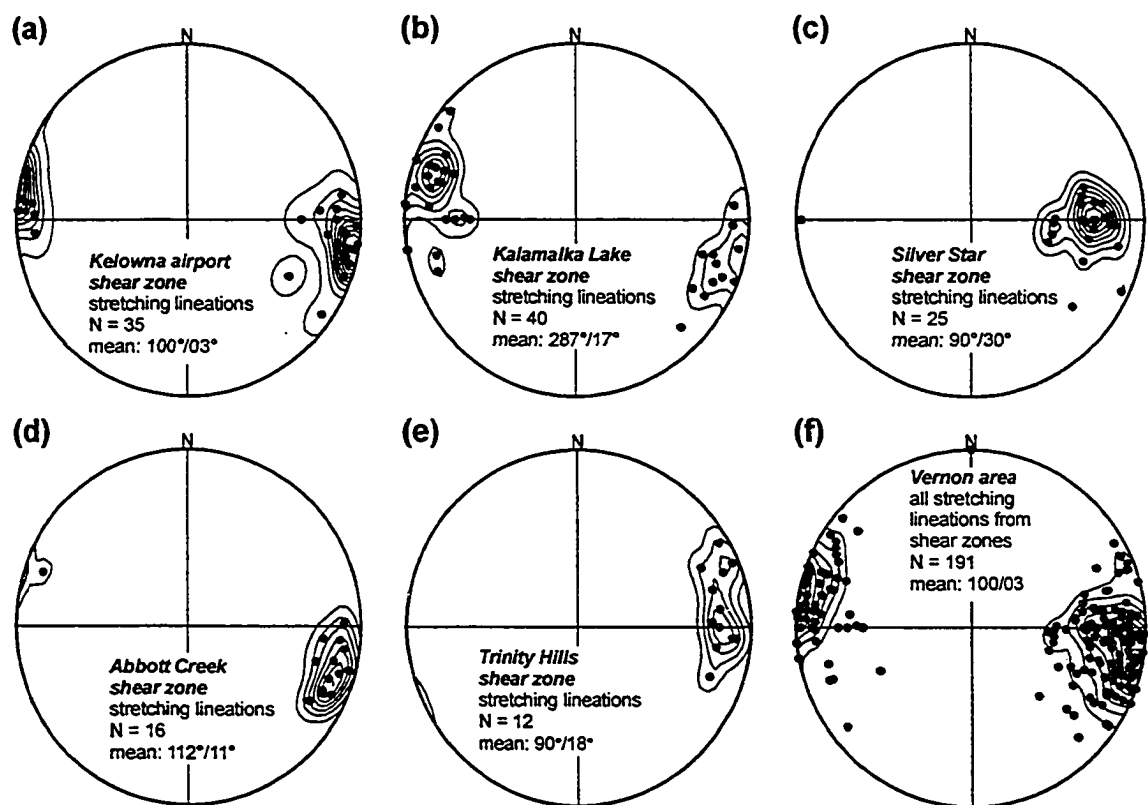 (a)
N
Kelowna airport
shear zone
stretching lineations
N = 35
mean: 100°/03°
(b)
N
Kalamalka Lake
shear zone
stretching lineations
N = 40
mean: 287°/17°
(c)
N
Silver Star
shear zone
stretching lineations
N = 25
mean: 90°/30°
(d)
N
Abbott Creek
shear zone
stretching lineations
N = 16
mean: 112°/11°
(e)
N
Trinity Hills
shear zone
stretching lineations
N = 12
mean: 90°/18°
(f)
N
Vernon area
all stretching
lineations from
shear zones
N = 191
mean: 100/03